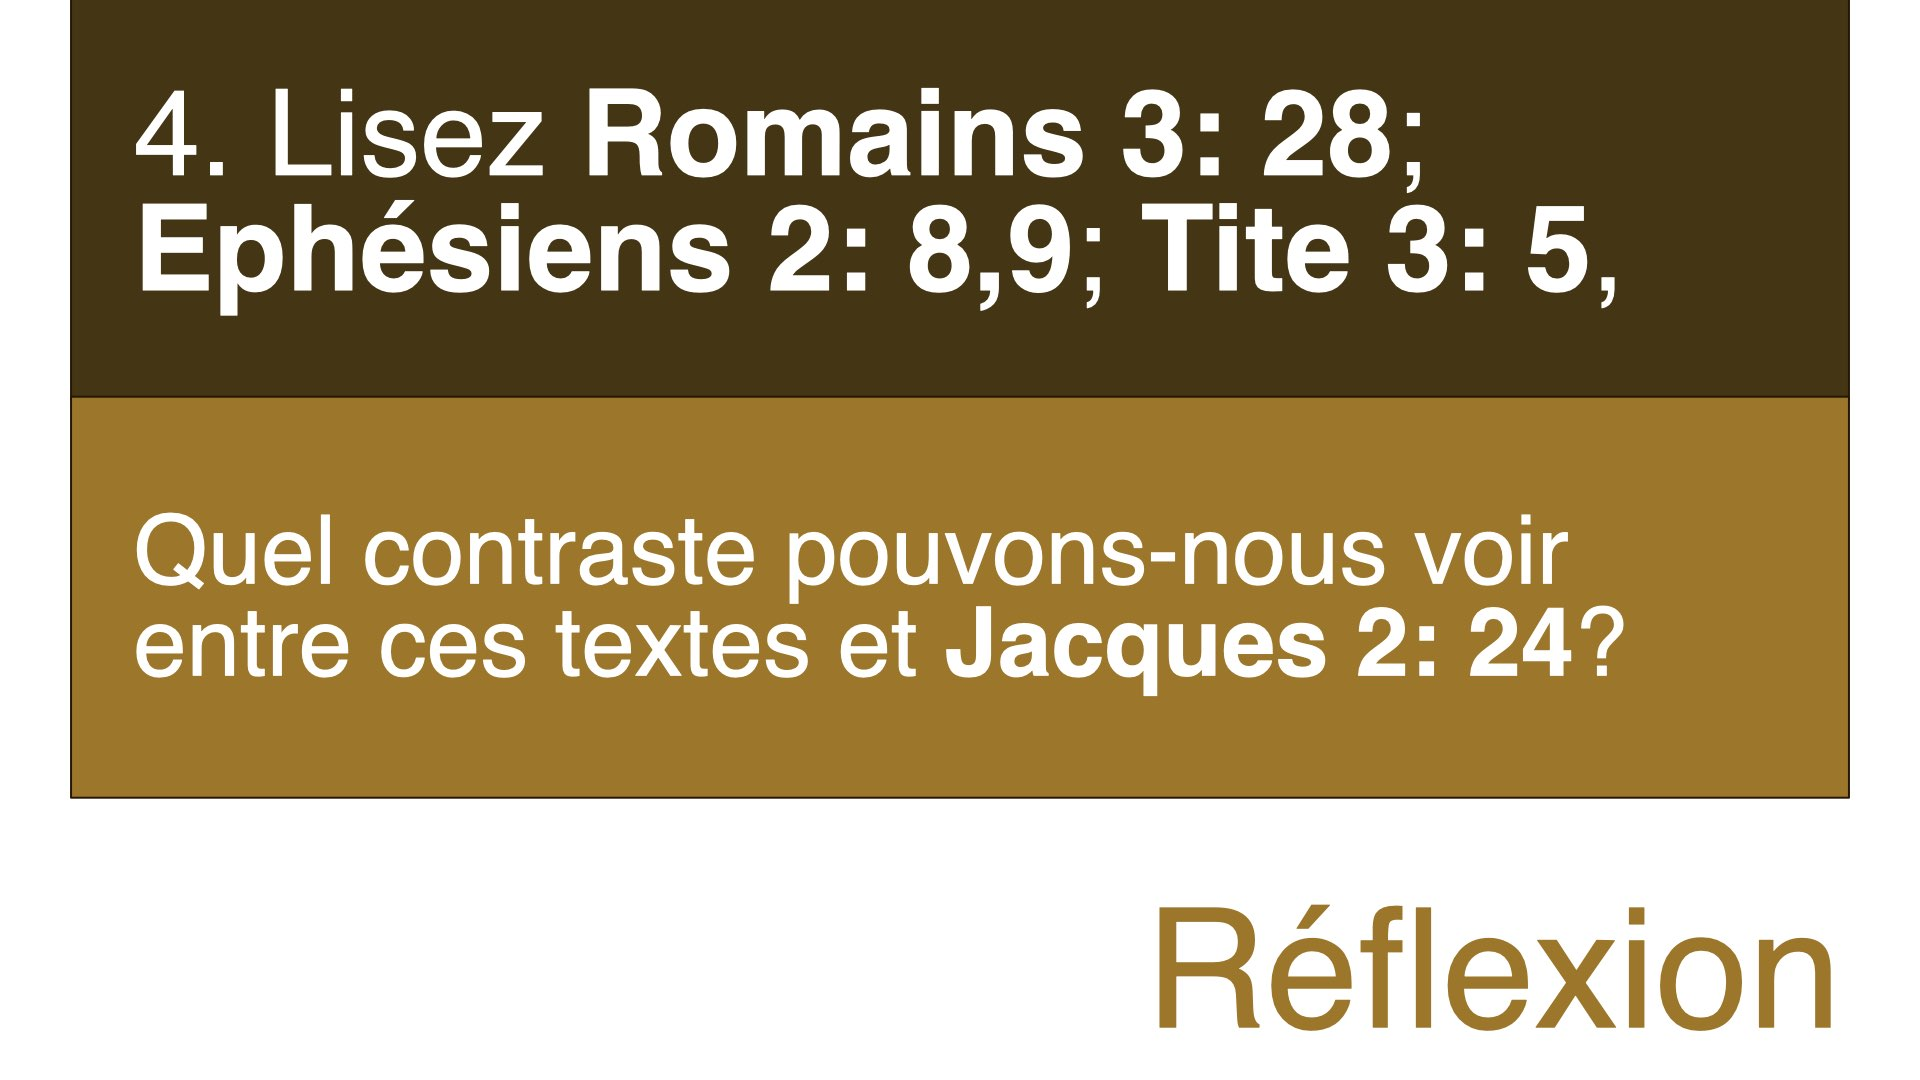 4. Lisez Romains 3: 28;
Ephésiens 2: 8,9; Tite 3: 5,
Quel contraste pouvons-nous voir
entre ces textes et Jacques 2: 24?
Réflexion